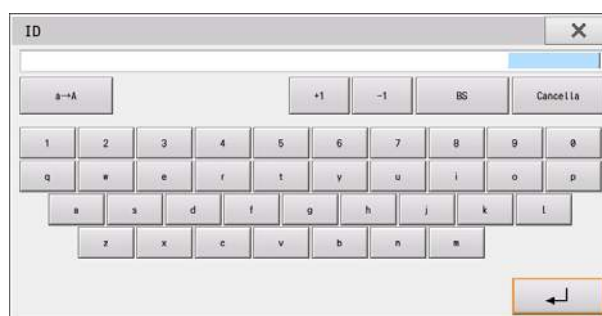 ID
a→A +1 -1 BS Cancella
1 2 3 4 5 6 7 8 9 0
q w e r t y u i o p
a s d f g h j k l
z x c v b n m